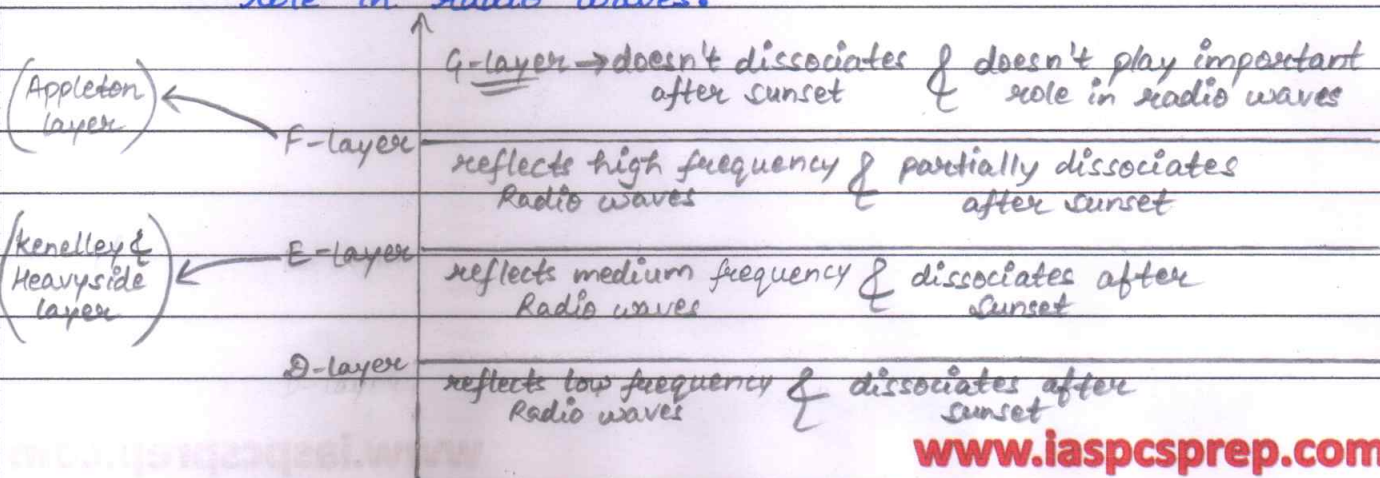 role in radio waves.
G-layer → doesn't dissociates & doesn't play important
after sunset role in radio waves
(Appleton
layer)
F-layer
reflects high frequency & partially dissociates
Radio waves after sunset
(Kenelley &
Heavyside
layer)
E-layer
reflects medium frequency & dissociates after
Radio waves sunset
D-layer
reflects low frequency & dissociates after
Radio waves sunset
www.iaspcsprep.com